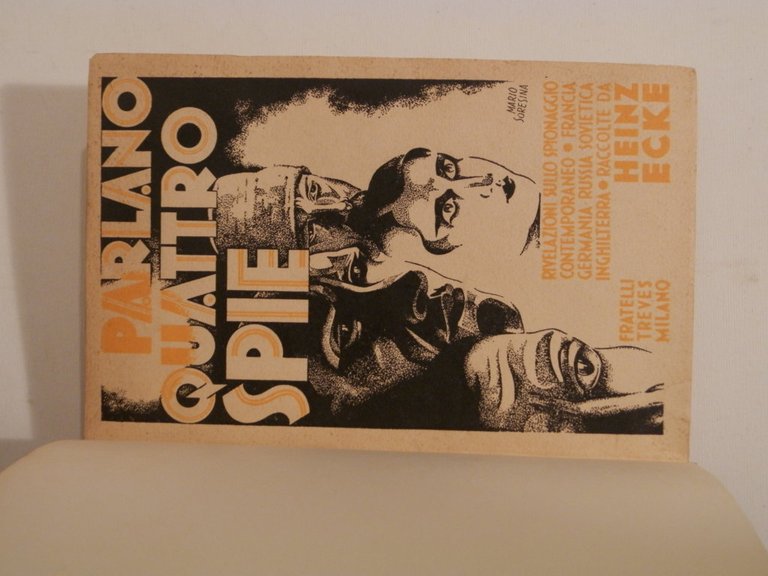 PARLANO
QUATTRO
SPIE
MARIO
SORESINA
RIVELAZIONI SULLO SPIONAGGIO
CONTEMPORANEO • FRANCIA
GERMANIA RUSSIA SOVIETICA
INGHILTERRA • RACCOLTE DA
HEINZ
ECKE
FRATELLI
TREVES
MILANO